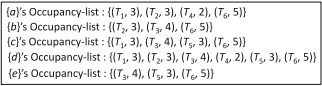 {a}'s Occupancy-list : {(T₁, 3), (T₂, 3), (T₄, 2), (T₆, 5)}
{b}'s Occupancy-list : {(T₂, 3), (T₃, 4), (T₆, 5)}
{c}'s Occupancy-list : {(T₁, 3), (T₃, 4), (T₅, 3), (T₆, 5)}
{d}'s Occupancy-list : {(T₁, 3), (T₂, 3), (T₃, 4), (T₄, 2), (T₅, 3), (T₆, 5)}
{e}'s Occupancy-list : {(T₃, 4), (T₅, 3), (T₆, 5)}